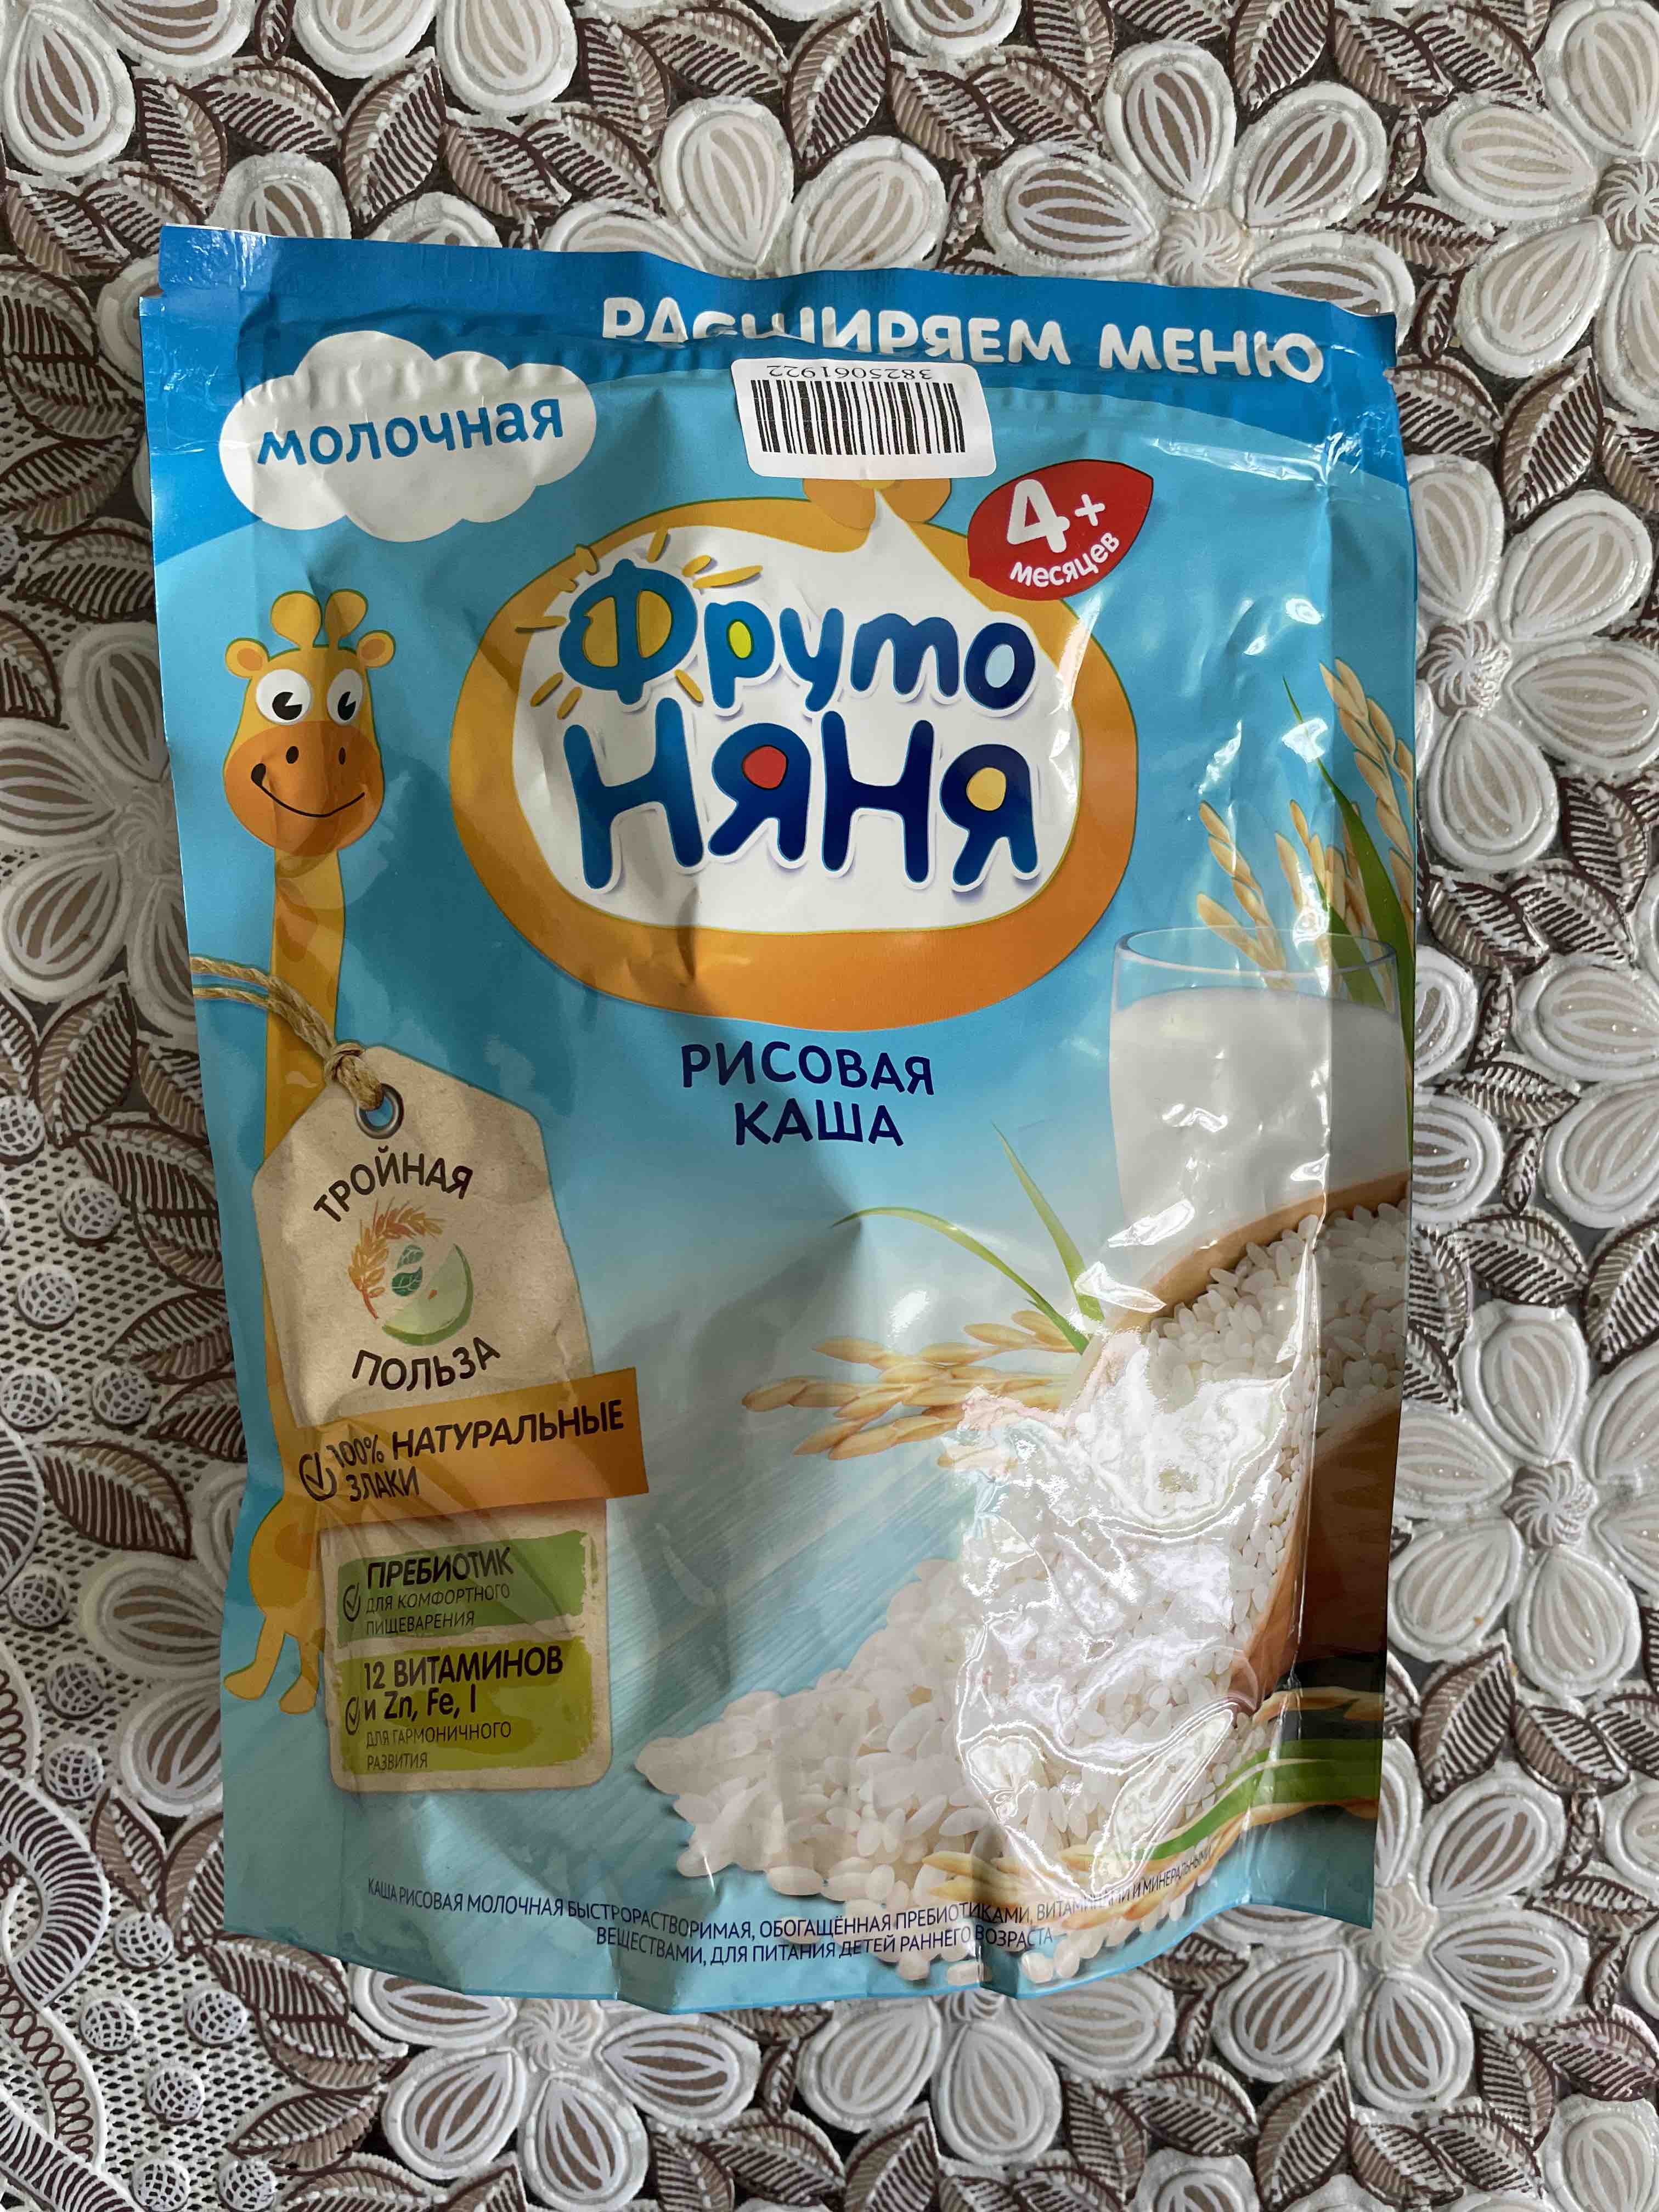 РАСШИРЯЕМ МЕНЮ
3825061922
МОЛОЧНАЯ
4+
месяцев
Фруто
Няня
РИСОВАЯ
КАША
ТРОЙНАЯ
ПОЛЬЗА
100% НАТУРАЛЬНЫЕ
ЗЛАКИ
ПРЕБИОТИК
ДЛЯ КОМФОРТНОГО
ПИЩЕВАРЕНИЯ
12 ВИТАМИНОВ
и Zn, Fe, I
ДЛЯ ГАРМОНИЧНОГО
РАЗВИТИЯ
КАША РИСОВАЯ МОЛОЧНАЯ БЫСТРОРАСТВОРИМАЯ, ОБОГАЩЁННАЯ ПРЕБИОТИКАМИ, ВИТАМИНАМИ И МИНЕРАЛЬНЫМИ
ВЕЩЕСТВАМИ, ДЛЯ ПИТАНИЯ ДЕТЕЙ РАННЕГО ВОЗРАСТА